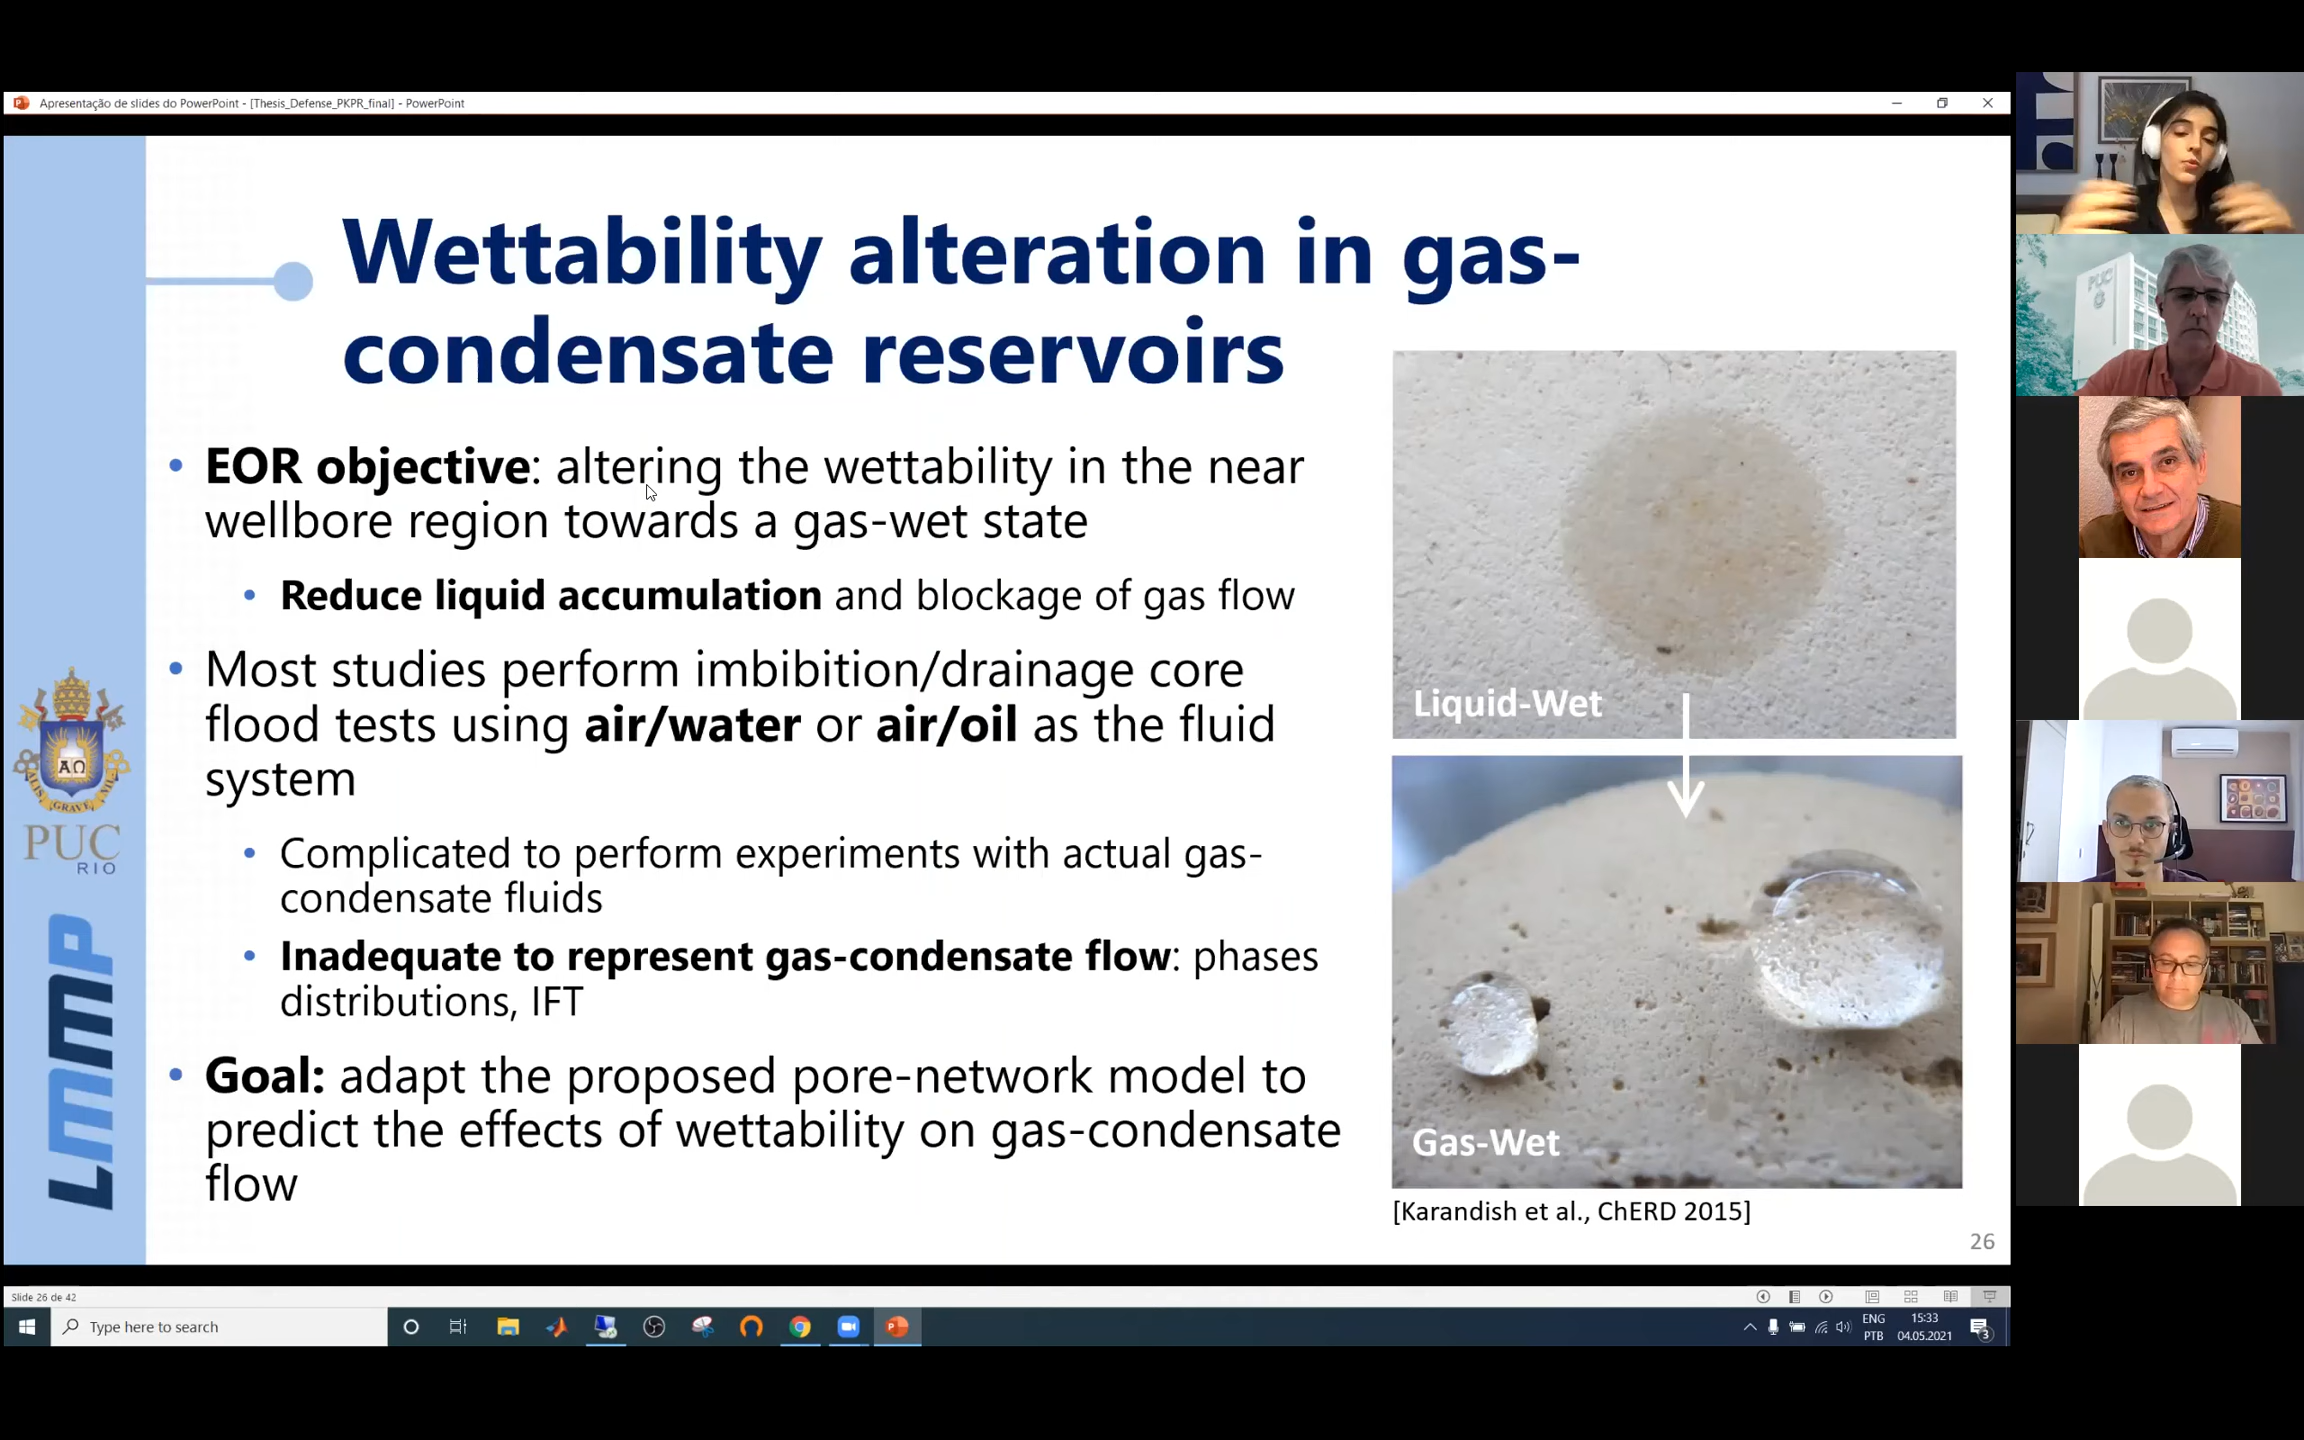 Apresentação de slides do PowerPoint - [Thesis_Defense_PKPR_final] - PowerPoint
Wettability alteration in gas-
condensate reservoirs
• EOR objective: altering the wettability in the near
wellbore region towards a gas-wet state
• Reduce liquid accumulation and blockage of gas flow
• Most studies perform imbibition/drainage core
flood tests using air/water or air/oil as the fluid
system
• Complicated to perform experiments with actual gas-
condensate fluids
• Inadequate to represent gas-condensate flow: phases
distributions, IFT
• Goal: adapt the proposed pore-network model to
predict the effects of wettability on gas-condensate
flow
Liquid-Wet
Gas-Wet
[Karandish et al., ChERD 2015]
26
ΑΩ
ALIS GRAVE NIL
PUC
RIO
LMMP
PUC
Slide 26 de 42
Type here to search
ENG
PTB
15:33
04.05.2021
3